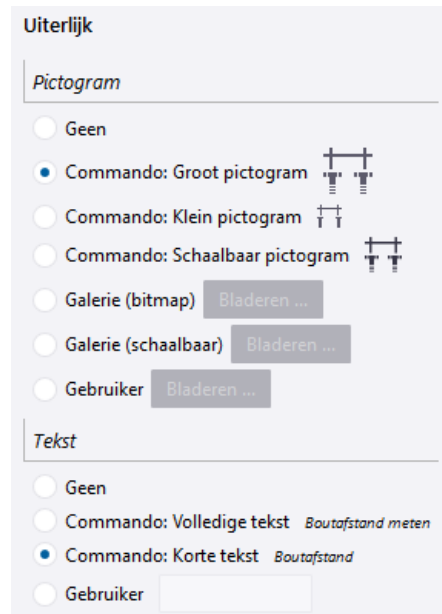 Uiterlijk
Pictogram
Geen
Commando: Groot pictogram
Commando: Klein pictogram
Commando: Schaalbaar pictogram
Galerie (bitmap) Bladeren ...
Galerie (schaalbaar) Bladeren ...
Gebruiker Bladeren ...
Tekst
Geen
Commando: Volledige tekst Boutafstand meten
Commando: Korte tekst Boutafstand
Gebruiker